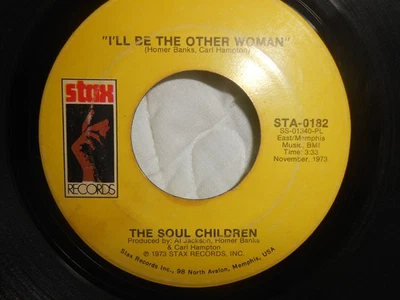 "I'LL BE THE OTHER WOMAN"
(Homer Banks, Carl Hampton)
stax
RECORDS
STA-0182
SS-01340-PL
East/Memphis
Music, BMI
Time: 3:33
November, 1973
THE SOUL CHILDREN
Produced by: Al Jackson, Homer Banks
& Carl Hampton
℗ 1973 STAX RECORDS, INC.
Stax Records Inc., 98 North Avalon, Memphis, USA